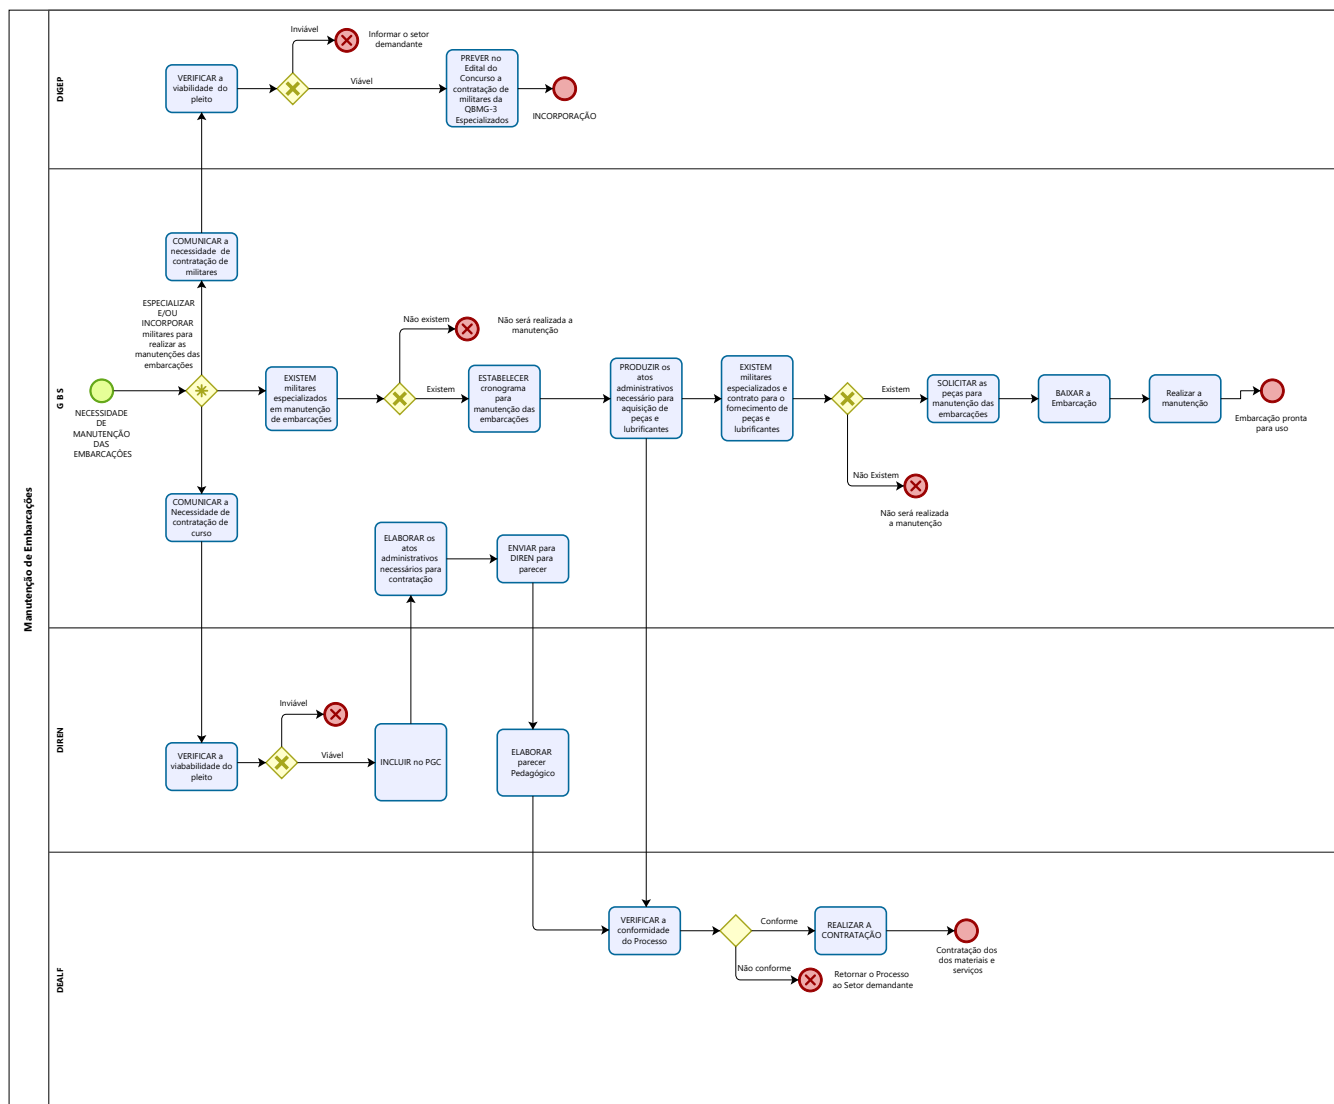 Manutenção de Embarcações
DIGEP
Inviável
Informar o setor
demandante
VERIFICAR a
viabilidade do
pleito
Viável
PREVER no
Edital do
Concurso a
contratação de
militares da
QBMG-3
Especializados
INCORPORAÇÃO
G B S
COMUNICAR a
necessidade de
contratação de
militares
ESPECIALIZAR
E/OU
INCORPORAR
militares para
realizar as
manutenções das
embarcações
NECESSIDADE
DE
MANUTENÇÃO
DAS
EMBARCAÇÕES
EXISTEM
militares
especializados
em manutenção
de embarcações
Não existem
Não será realizada a
manutenção
Existem
ESTABELECER
cronograma
para
manutenção das
embarcações
PRODUZIR os
atos
administrativos
necessário para
aquisição de
peças e
lubrificantes
EXISTEM
militares
especializados e
contrato para o
fornecimento de
peças e
lubrificantes
Existem
SOLICITAR as
peças para
manutenção das
embarcações
BAIXAR a
Embarcação
Realizar a
manutenção
Embarcação pronta
para uso
Não Existem
Não será realizada
a manutenção
COMUNICAR a
Necessidade de
contratação de
curso
ELABORAR os
atos
administrativos
necessários para
contratação
ENVIAR para
DIREN para
parecer
DIREN
VERIFICAR a
viababilidade do
pleito
Inviável
Viável
INCLUIR no PGC
ELABORAR
parecer
Pedagógico
DEALF
VERIFICAR a
conformidade
do Processo
Conforme
REALIZAR A
CONTRATAÇÃO
Contratação dos
dos materiais e
serviços
Não conforme
Retornar o Processo
ao Setor demandante